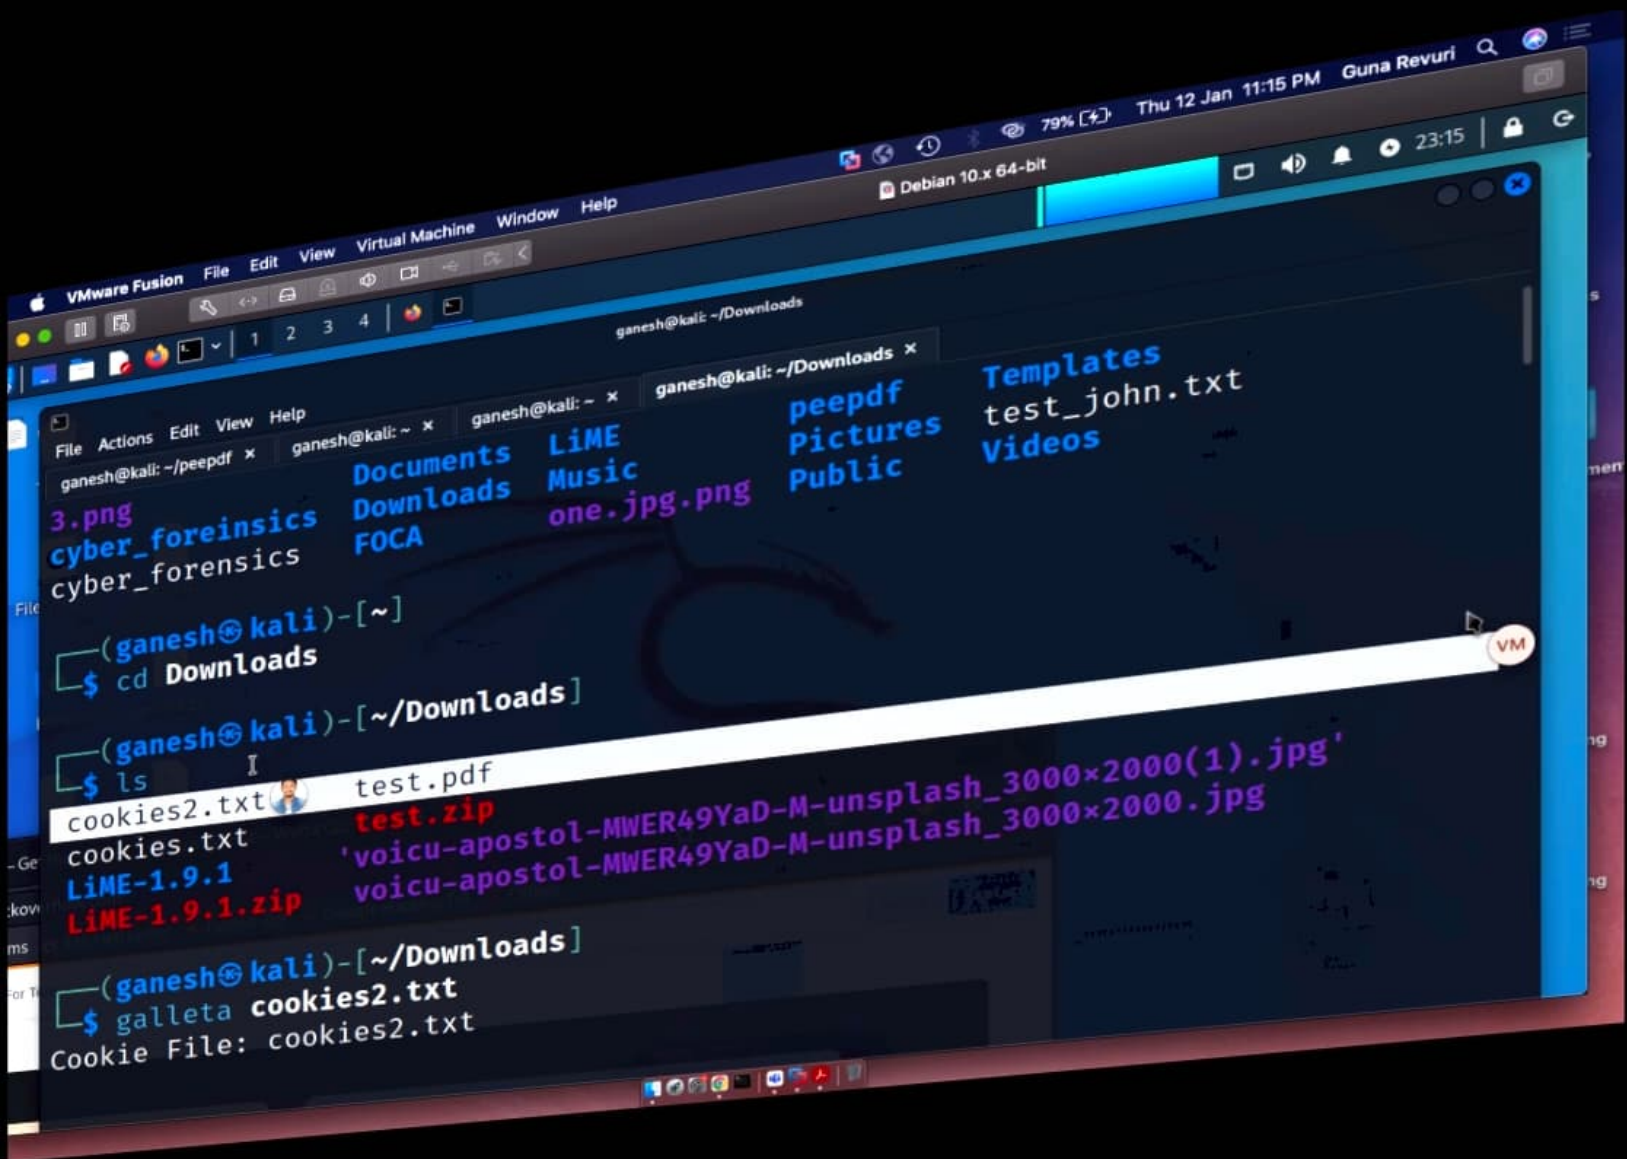 VMware Fusion File Edit View Virtual Machine Window Help 79% Thu 12 Jan 11:15 PM Guna Revuri
Debian 10.x 64-bit
1 2 3 4 23:15
ganesh@kali: ~/Downloads
File Actions Edit View Help
ganesh@kali: ~/peepdf × ganesh@kali: ~ × ganesh@kali: ~ × ganesh@kali: ~/Downloads ×
3.png Documents LiME peepdf Templates
cyber_foreinsics Downloads Music Pictures test_john.txt
cyber_forensics FOCA one.jpg.png Public Videos
(ganesh㉿kali)-[~]
$ cd Downloads
(ganesh㉿kali)-[~/Downloads]
$ ls
cookies2.txt test.pdf
cookies.txt test.zip
LiME-1.9.1 'voicu-apostol-MWER49YaD-M-unsplash_3000×2000(1).jpg'
LiME-1.9.1.zip voicu-apostol-MWER49YaD-M-unsplash_3000×2000.jpg
(ganesh㉿kali)-[~/Downloads]
$ galleta cookies2.txt
Cookie File: cookies2.txt
VM